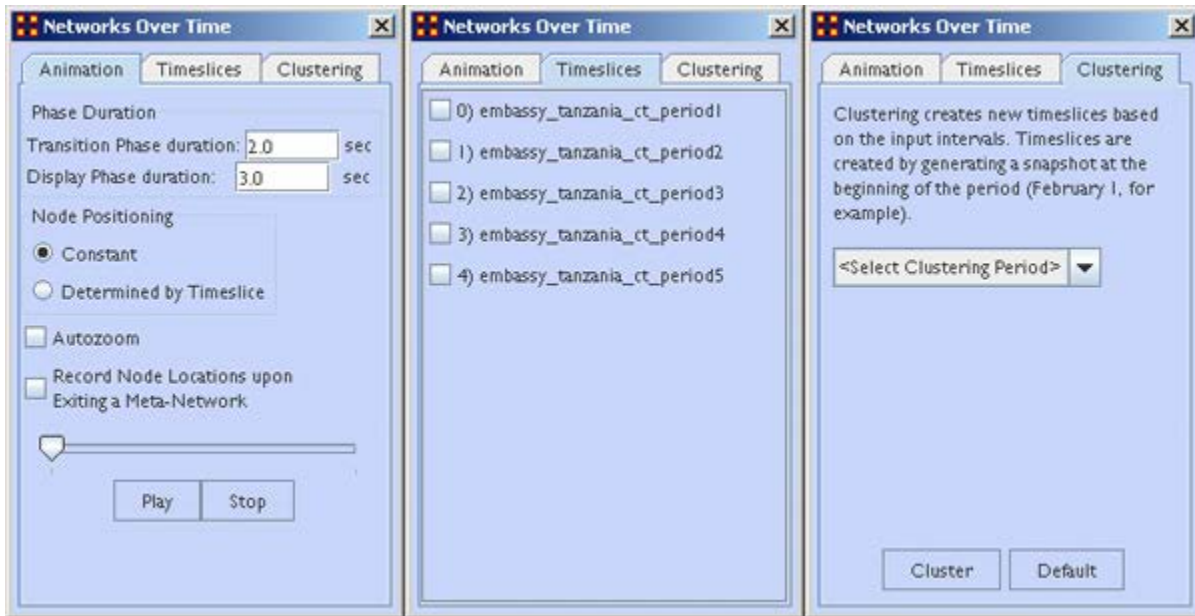 Networks Over Time
Animation Timeslices Clustering
Phase Duration
Transition Phase duration: 2.0 sec
Display Phase duration: 3.0 sec
Node Positioning
Constant
Determined by Timeslice
Autozoom
Record Node Locations upon
Exiting a Meta-Network
Play Stop
Networks Over Time
Animation Timeslices Clustering
0) embassy_tanzania_ct_period1
1) embassy_tanzania_ct_period2
2) embassy_tanzania_ct_period3
3) embassy_tanzania_ct_period4
4) embassy_tanzania_ct_period5
Networks Over Time
Animation Timeslices Clustering
Clustering creates new timeslices based
on the input intervals. Timeslices are
created by generating a snapshot at the
beginning of the period (February 1, for
example).
<Select Clustering Period>
Cluster Default